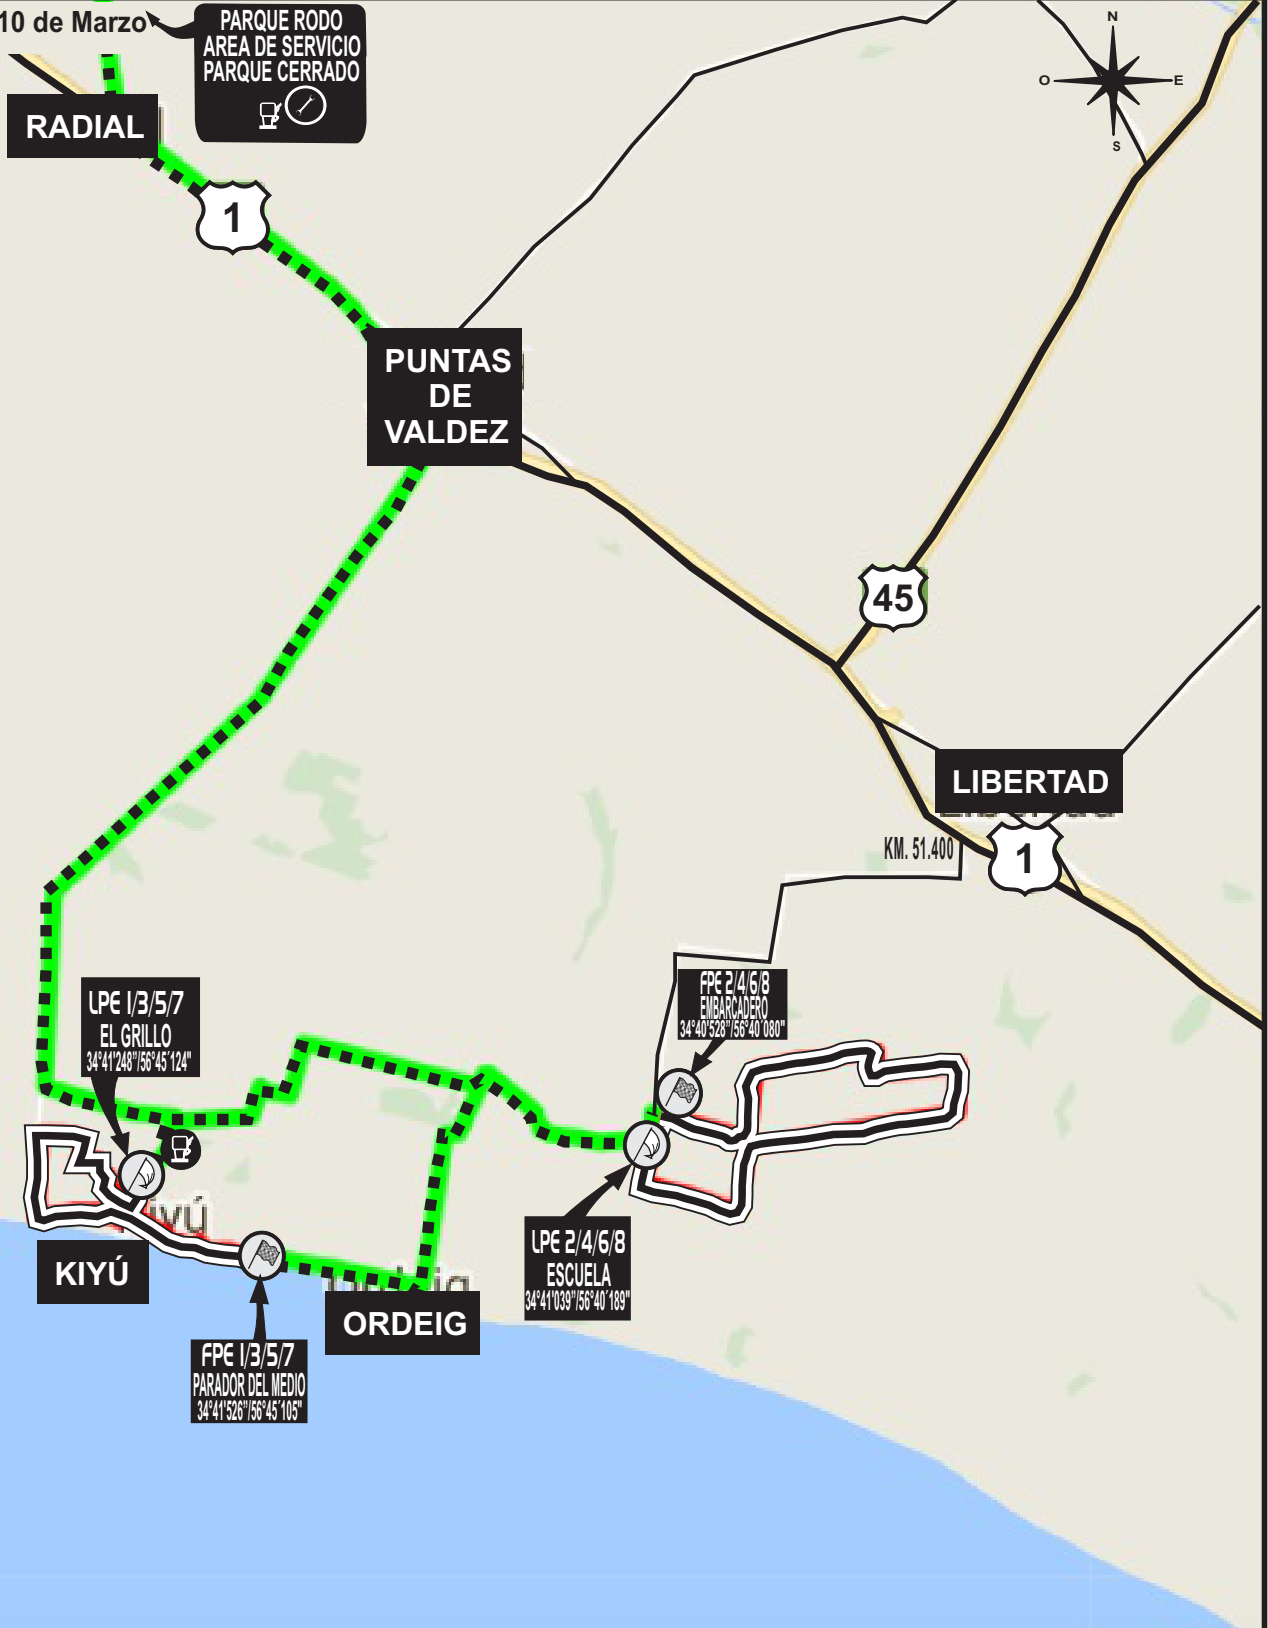 10 de Marzo
PARQUE RODO
AREA DE SERVICIO
PARQUE CERRADO
N
O
E
S
RADIAL
1
PUNTAS
DE
VALDEZ
45
LIBERTAD
KM. 51.400
1
FPE 2/4/6/8
EMBARCADERO
34°40'528"/56°40´080"
LPE 1/3/5/7
EL GRILLO
34°41'248"/56°45´124"
KIYÚ
LPE 2/4/6/8
ESCUELA
34°41'039"/56°40´189"
ORDEIG
FPE 1/3/5/7
PARADOR DEL MEDIO
34°41'526"/56°45´105"